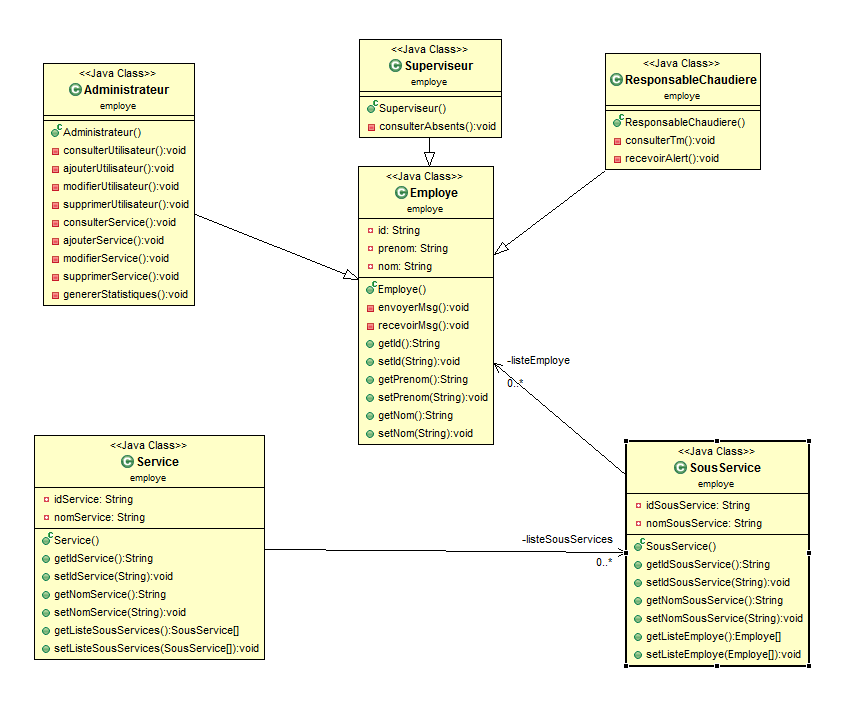 <<Java Class>>
Administrateur
employe
Administrateur()
consulterUtilisateur():void
ajouterUtilisateur():void
modifierUtilisateur():void
supprimerUtilisateur():void
consulterService():void
ajouterService():void
modifierService():void
supprimerService():void
genererStatistiques():void
<<Java Class>>
Superviseur
employe
Superviseur()
consulterAbsents():void
<<Java Class>>
ResponsableChaudiere
employe
ResponsableChaudiere()
consulterTm():void
recevoirAlert():void
<<Java Class>>
Employe
employe
id: String
prenom: String
nom: String
Employe()
envoyerMsg():void
recevoirMsg():void
getId():String
setId(String):void
getPrenom():String
setPrenom(String):void
getNom():String
setNom(String):void
-listeEmploye
0..*
<<Java Class>>
Service
employe
idService: String
nomService: String
Service()
getIdService():String
setIdService(String):void
getNomService():String
setNomService(String):void
getListeSousServices():SousService[]
setListeSousServices(SousService[]):void
-listeSousServices
0..*
<<Java Class>>
SousService
employe
idSousService: String
nomSousService: String
SousService()
getIdSousService():String
setIdSousService(String):void
getNomSousService():String
setNomSousService(String):void
getListeEmploye():Employe[]
setListeEmploye(Employe[]):void